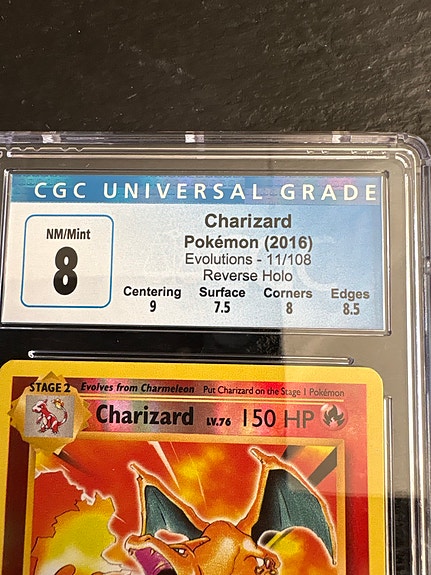 CGC UNIVERSAL GRADE
NM/Mint
8
Charizard
Pokémon (2016)
Evolutions - 11/108
Reverse Holo
Centering Surface Corners Edges
9 7.5 8 8.5
STAGE 2 Evolves from Charmeleon Put Charizard on the Stage 1 Pokémon
Charizard LV.76 150 HP